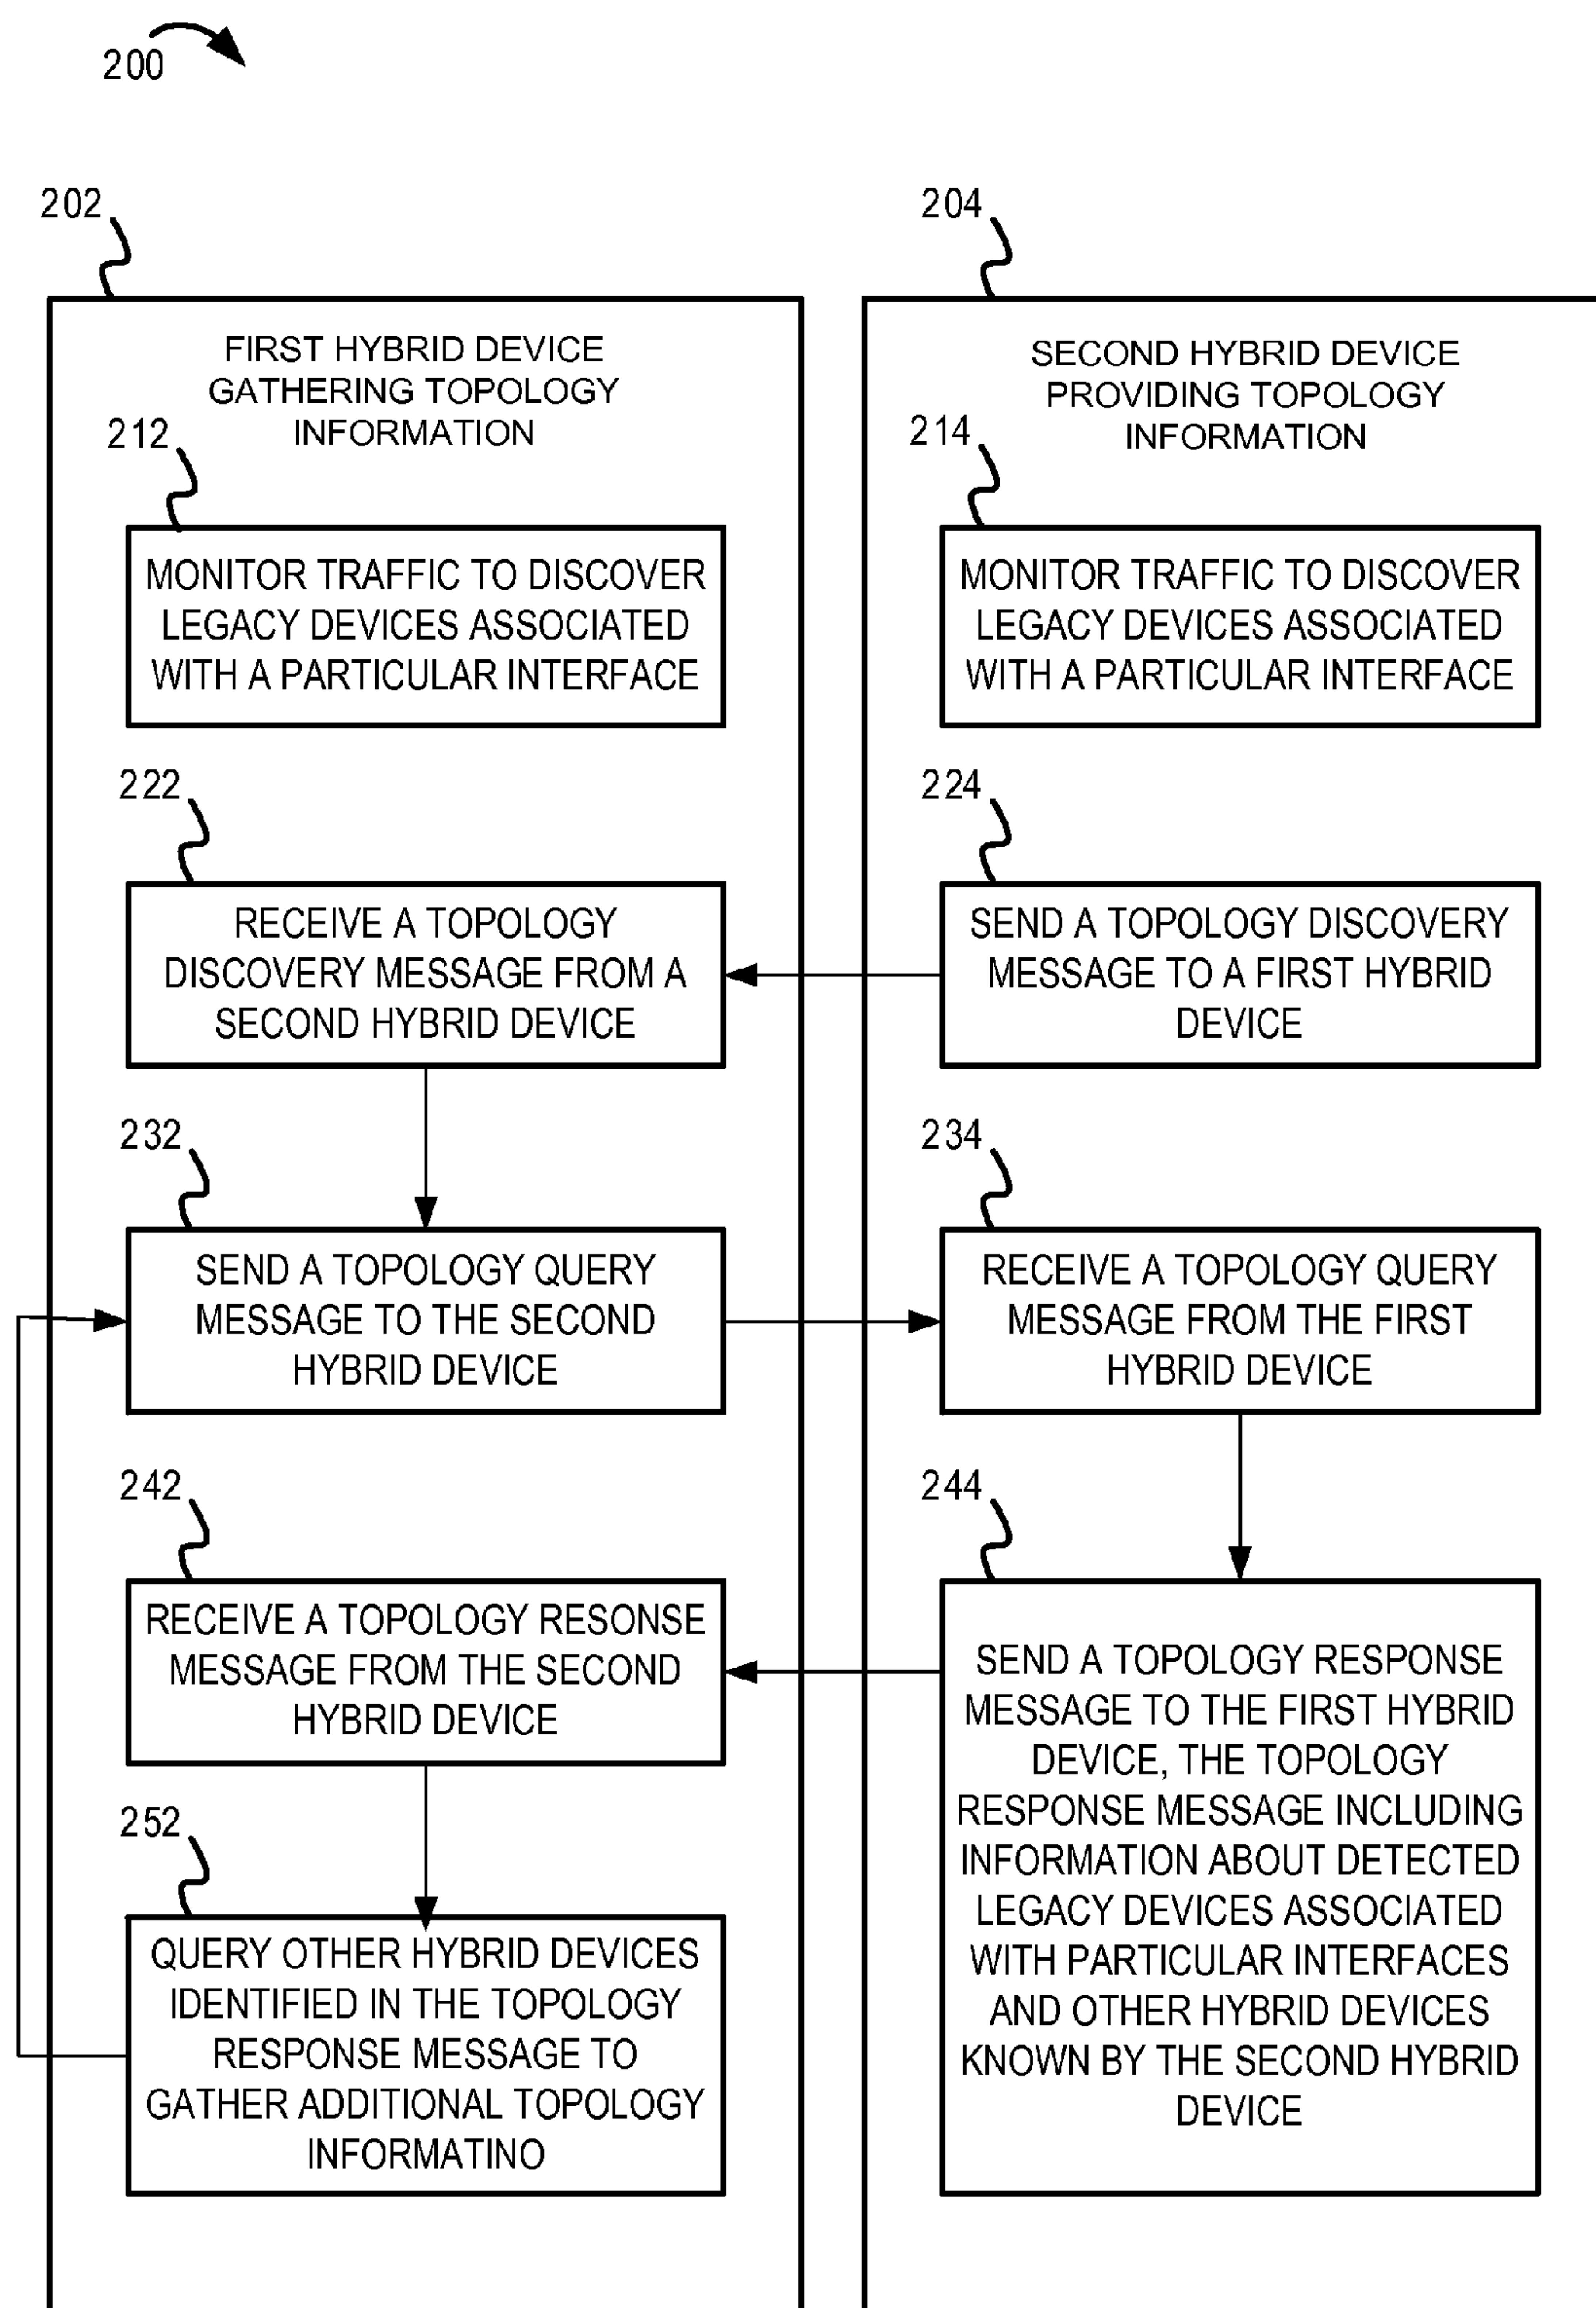 200
202
FIRST HYBRID DEVICE
GATHERING TOPOLOGY
INFORMATION
212
MONITOR TRAFFIC TO DISCOVER
LEGACY DEVICES ASSOCIATED
WITH A PARTICULAR INTERFACE
222
RECEIVE A TOPOLOGY
DISCOVERY MESSAGE FROM A
SECOND HYBRID DEVICE
232
SEND A TOPOLOGY QUERY
MESSAGE TO THE SECOND
HYBRID DEVICE
242
RECEIVE A TOPOLOGY RESONSE
MESSAGE FROM THE SECOND
HYBRID DEVICE
252
QUERY OTHER HYBRID DEVICES
IDENTIFIED IN THE TOPOLOGY
RESPONSE MESSAGE TO
GATHER ADDITIONAL TOPOLOGY
INFORMATINO
204
SECOND HYBRID DEVICE
PROVIDING TOPOLOGY
INFORMATION
214
MONITOR TRAFFIC TO DISCOVER
LEGACY DEVICES ASSOCIATED
WITH A PARTICULAR INTERFACE
224
SEND A TOPOLOGY DISCOVERY
MESSAGE TO A FIRST HYBRID
DEVICE
234
RECEIVE A TOPOLOGY QUERY
MESSAGE FROM THE FIRST
HYBRID DEVICE
244
SEND A TOPOLOGY RESPONSE
MESSAGE TO THE FIRST HYBRID
DEVICE, THE TOPOLOGY
RESPONSE MESSAGE INCLUDING
INFORMATION ABOUT DETECTED
LEGACY DEVICES ASSOCIATED
WITH PARTICULAR INTERFACES
AND OTHER HYBRID DEVICES
KNOWN BY THE SECOND HYBRID
DEVICE